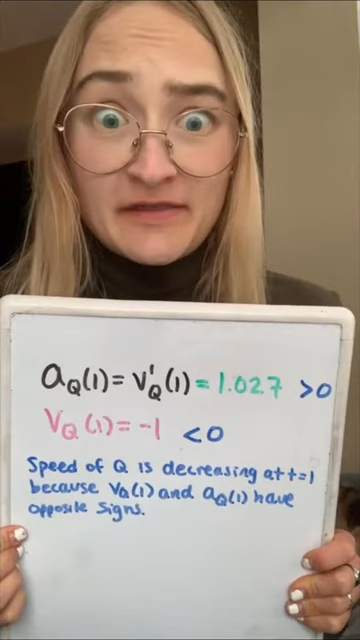 aQ(1) = v'Q(1) = 1.027 > 0
VQ(1) = -1 < 0
Speed of Q is decreasing at t=1
because VQ(1) and aQ(1) have
opposite signs.